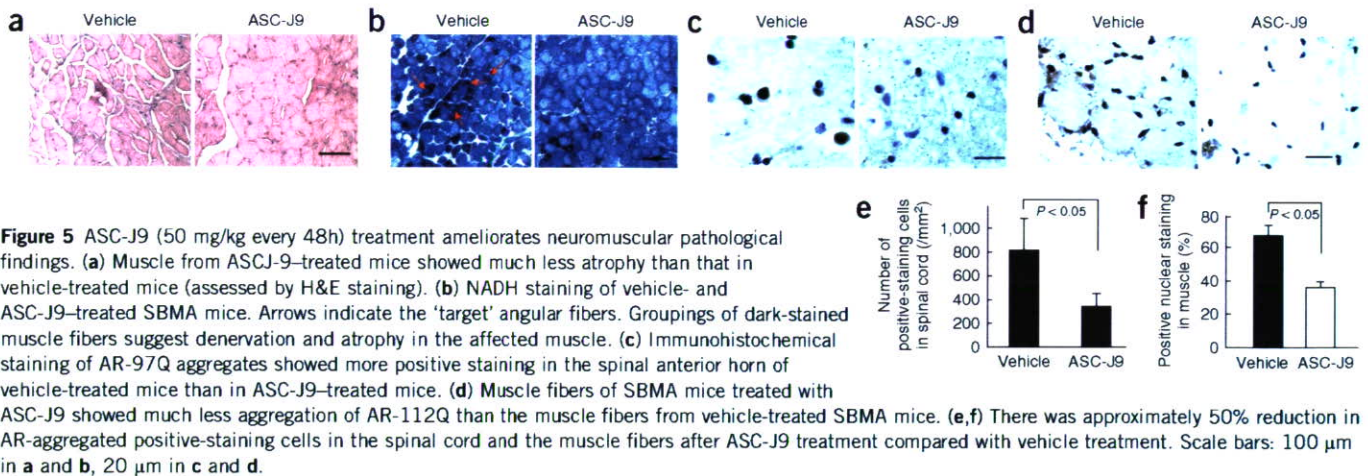 a Vehicle ASC-J9 b Vehicle ASC-J9 c Vehicle ASC-J9 d Vehicle ASC-J9
e Number of positive-staining cells in spinal cord (/mm²)
1,000
800
600
400
200
0
P < 0.05
Vehicle ASC-J9
f Positive nuclear staining in muscle (%)
80
60
40
20
0
P < 0.05
Vehicle ASC-J9
Figure 5 ASC-J9 (50 mg/kg every 48h) treatment ameliorates neuromuscular pathological
findings. (a) Muscle from ASCJ-9–treated mice showed much less atrophy than that in
vehicle-treated mice (assessed by H&E staining). (b) NADH staining of vehicle- and
ASC-J9–treated SBMA mice. Arrows indicate the ‘target’ angular fibers. Groupings of dark-stained
muscle fibers suggest denervation and atrophy in the affected muscle. (c) Immunohistochemical
staining of AR-97Q aggregates showed more positive staining in the spinal anterior horn of
vehicle-treated mice than in ASC-J9–treated mice. (d) Muscle fibers of SBMA mice treated with
ASC-J9 showed much less aggregation of AR-112Q than the muscle fibers from vehicle-treated SBMA mice. (e,f) There was approximately 50% reduction in
AR-aggregated positive-staining cells in the spinal cord and the muscle fibers after ASC-J9 treatment compared with vehicle treatment. Scale bars: 100 μm
in a and b, 20 μm in c and d.